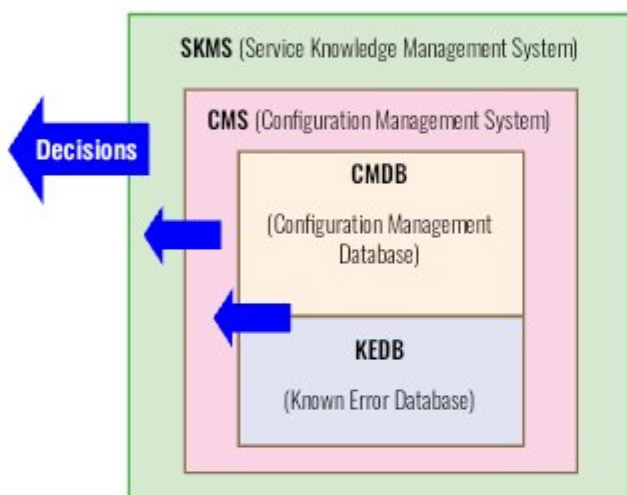 SKMS (Service Knowledge Management System)
CMS (Configuration Management System)
Decisions
CMDB
(Configuration Management
Database)
KEDB
(Known Error Database)